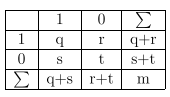 1 0 ∑
1 q r q+r
0 s t s+t
∑ q+s r+t m